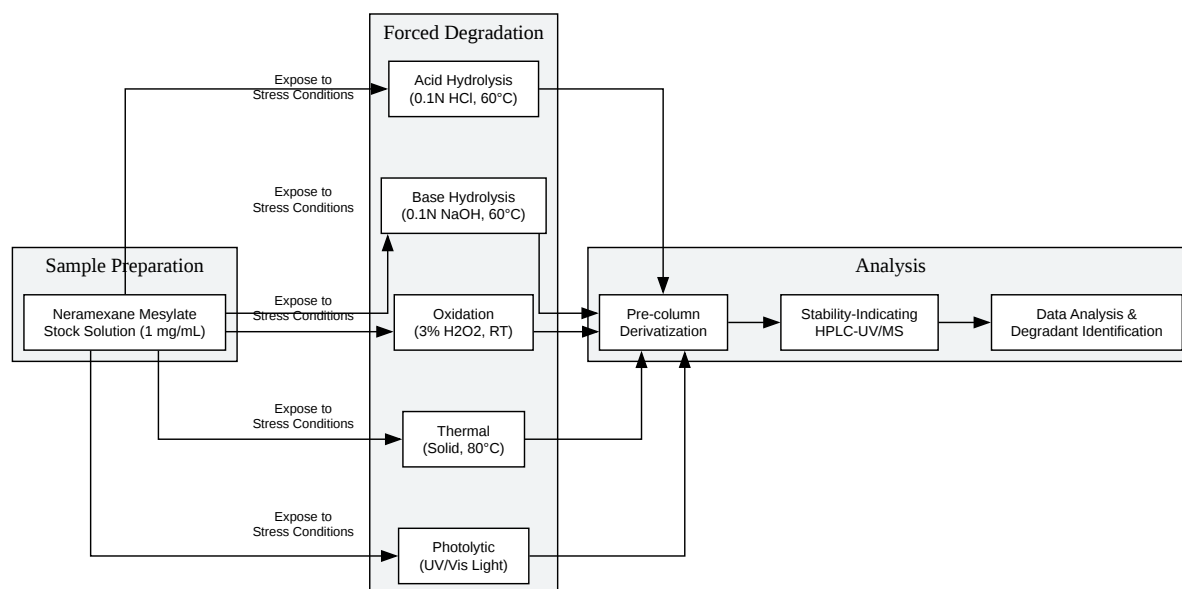 Forced Degradation
Expose to
Stress Conditions
Acid Hydrolysis
(0.1N HCl, 60°C)
Expose to
Stress Conditions
Base Hydrolysis
(0.1N NaOH, 60°C)
Sample Preparation
Neramexane Mesylate
Stock Solution (1 mg/mL)
Expose to
Stress Conditions
Oxidation
(3% H2O2, RT)
Analysis
Pre-column
Derivatization
Stability-Indicating
HPLC-UV/MS
Data Analysis &
Degradant Identification
Expose to
Stress Conditions
Thermal
(Solid, 80°C)
Expose to
Stress Conditions
Photolytic
(UV/Vis Light)